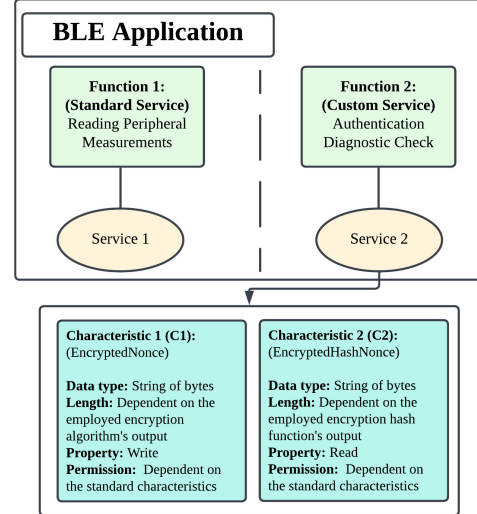 BLE Application
Function 1:
(Standard Service)
Reading Peripheral
Measurements
Function 2:
(Custom Service)
Authentication
Diagnostic Check
Service 1
Service 2
Characteristic 1 (C1):
(EncryptedNonce)
Data type: String of bytes
Length: Dependent on the
employed encryption
algorithm's output
Property: Write
Permission: Dependent on
the standard characteristics
Characteristic 2 (C2):
(EncryptedHashNonce)
Data type: String of bytes
Length: Dependent on the
employed encryption hash
function's output
Property: Read
Permission: Dependent on
the standard characteristics